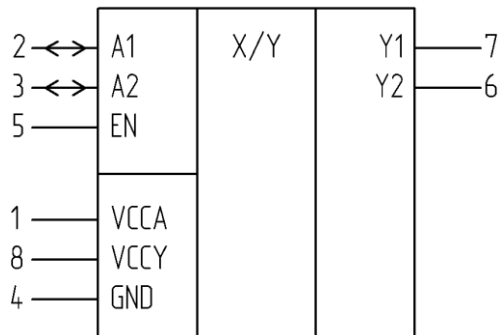 2 A1 X/Y Y1 7
3 A2 Y2 6
5 EN
1 VCCA
8 VCCY
4 GND